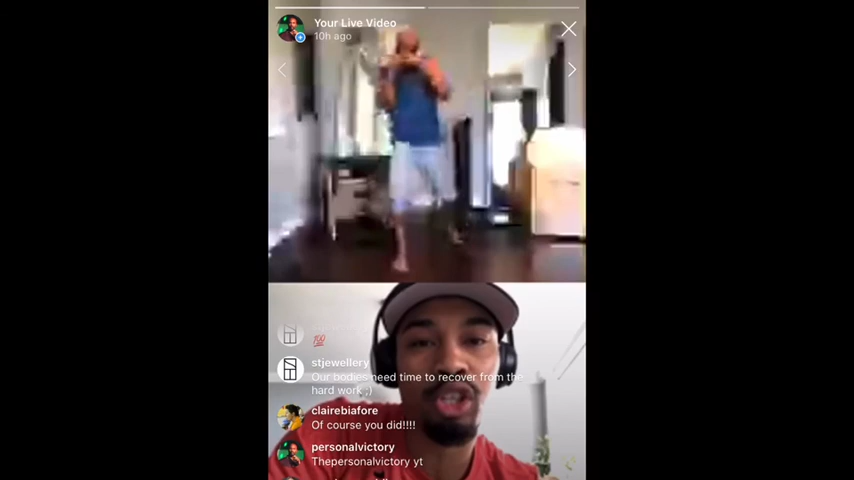 Your Live Video
10h ago
💯
stjewellery
Our bodies need time to recover from the
hard work ;)
clairebiafore
Of course you did!!!!
personalvictory
Thepersonalvictory yt